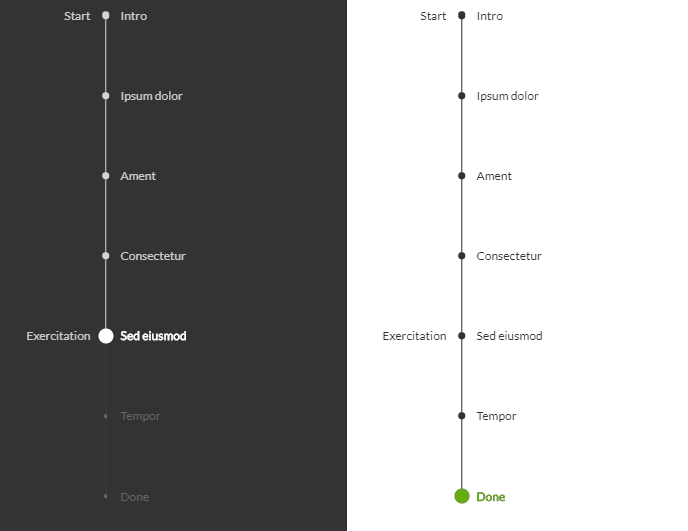 Start Intro
Ipsum dolor
Ament
Consectetur
Exercitation Sed eiusmod
Tempor
Done
Start Intro
Ipsum dolor
Ament
Consectetur
Exercitation Sed eiusmod
Tempor
Done